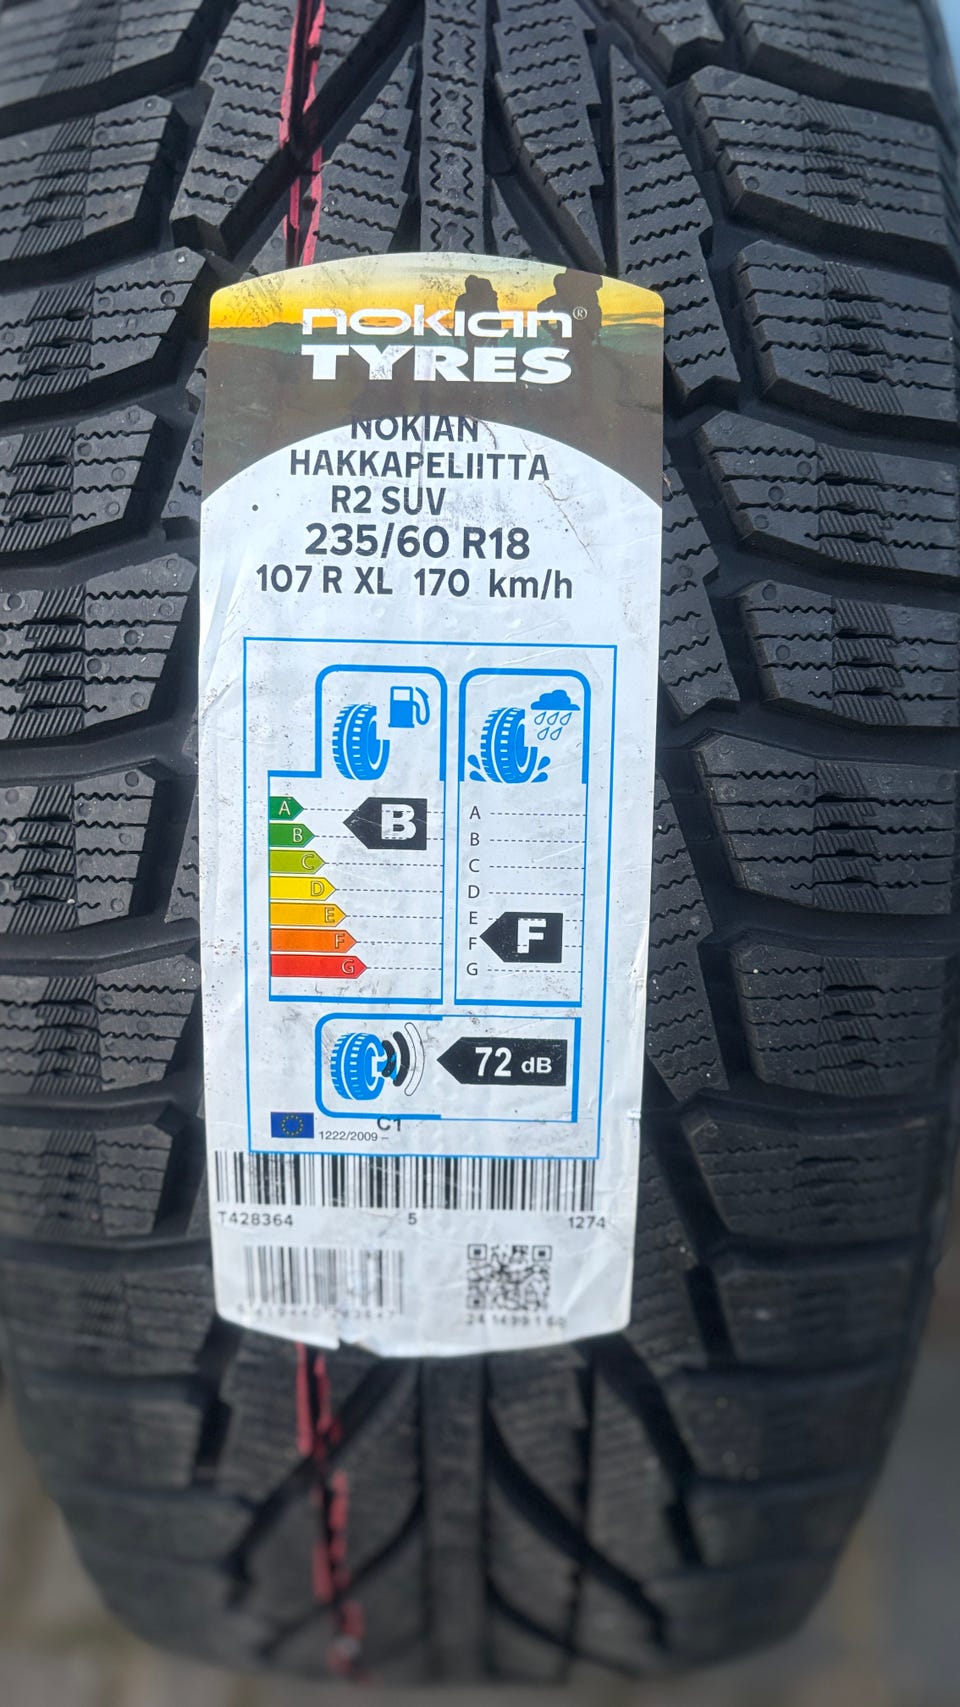 nokian®
TYRES
NOKIAN
HAKKAPELIITTA
R2 SUV
235/60 R18
107 R XL 170 km/h
A
B
C
D
E
F
G
B
A
B
C
D
E
F
G
F
72 dB
C1
1222/2009 –
T428364 5 1274